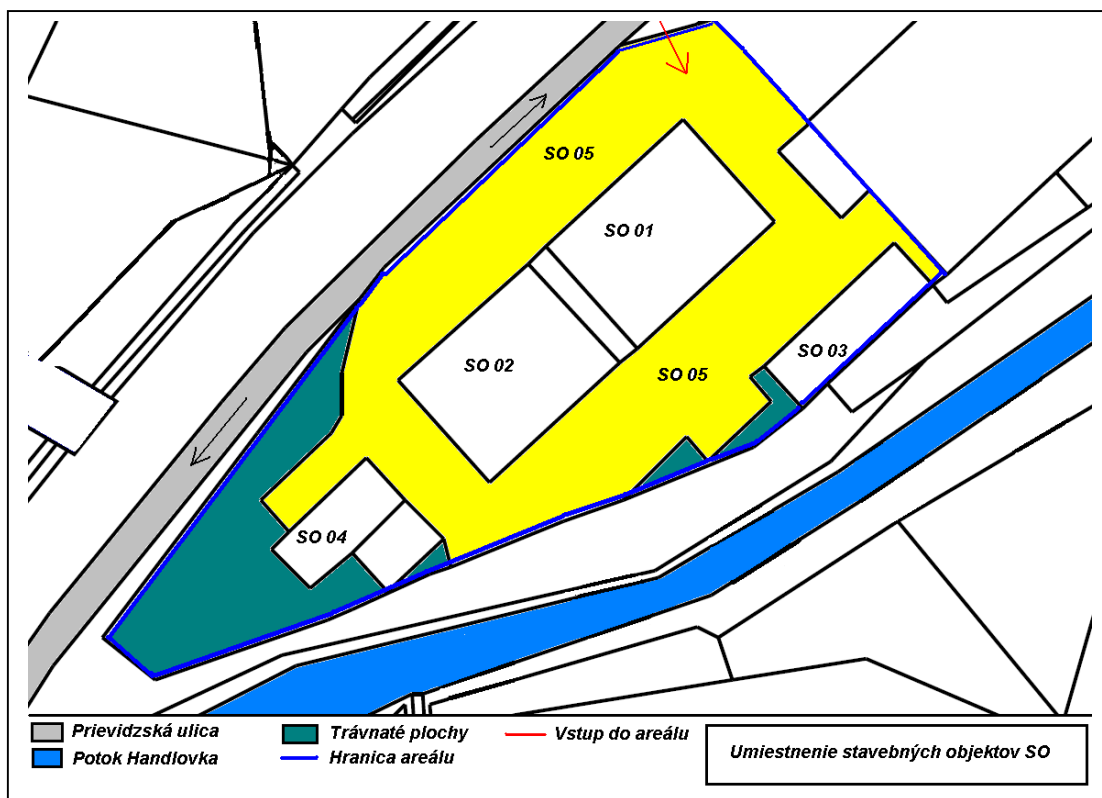 SO 05
SO 01
SO 02
SO 03
SO 05
SO 04
Prievidzská ulica
Trávnaté plochy
Vstup do areálu
Potok Handlovka
Hranica areálu
Umiestnenie stavebných objektov SO